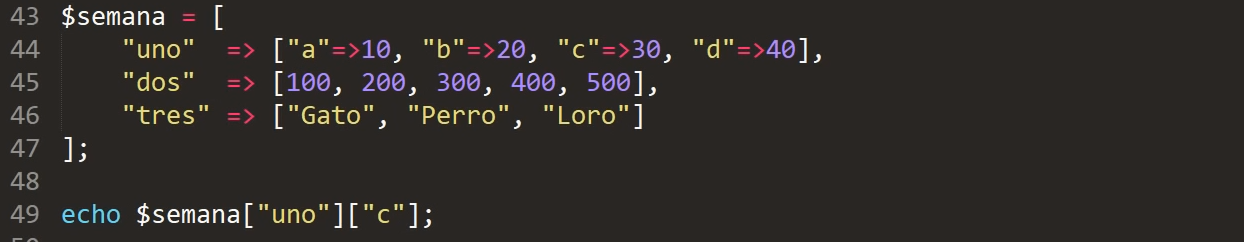 43 $semana = [
44     "uno"  => ["a"=>10, "b"=>20, "c"=>30, "d"=>40],
45     "dos"  => [100, 200, 300, 400, 500],
46     "tres" => ["Gato", "Perro", "Loro"]
47 ];
48
49 echo $semana["uno"]["c"];